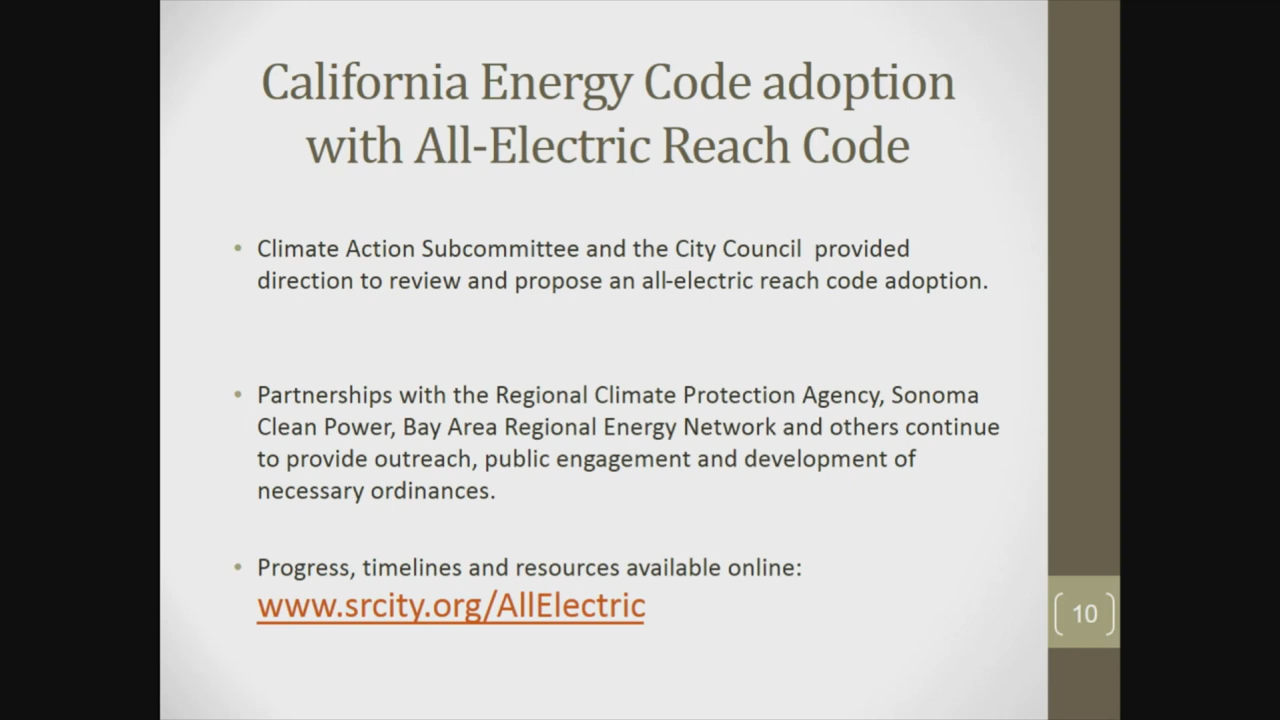 California Energy Code adoption
with All-Electric Reach Code
• Climate Action Subcommittee and the City Council  provided
direction to review and propose an all-electric reach code adoption.
• Partnerships with the Regional Climate Protection Agency, Sonoma
Clean Power, Bay Area Regional Energy Network and others continue
to provide outreach, public engagement and development of
necessary ordinances.
• Progress, timelines and resources available online:
www.srcity.org/AllElectric
10